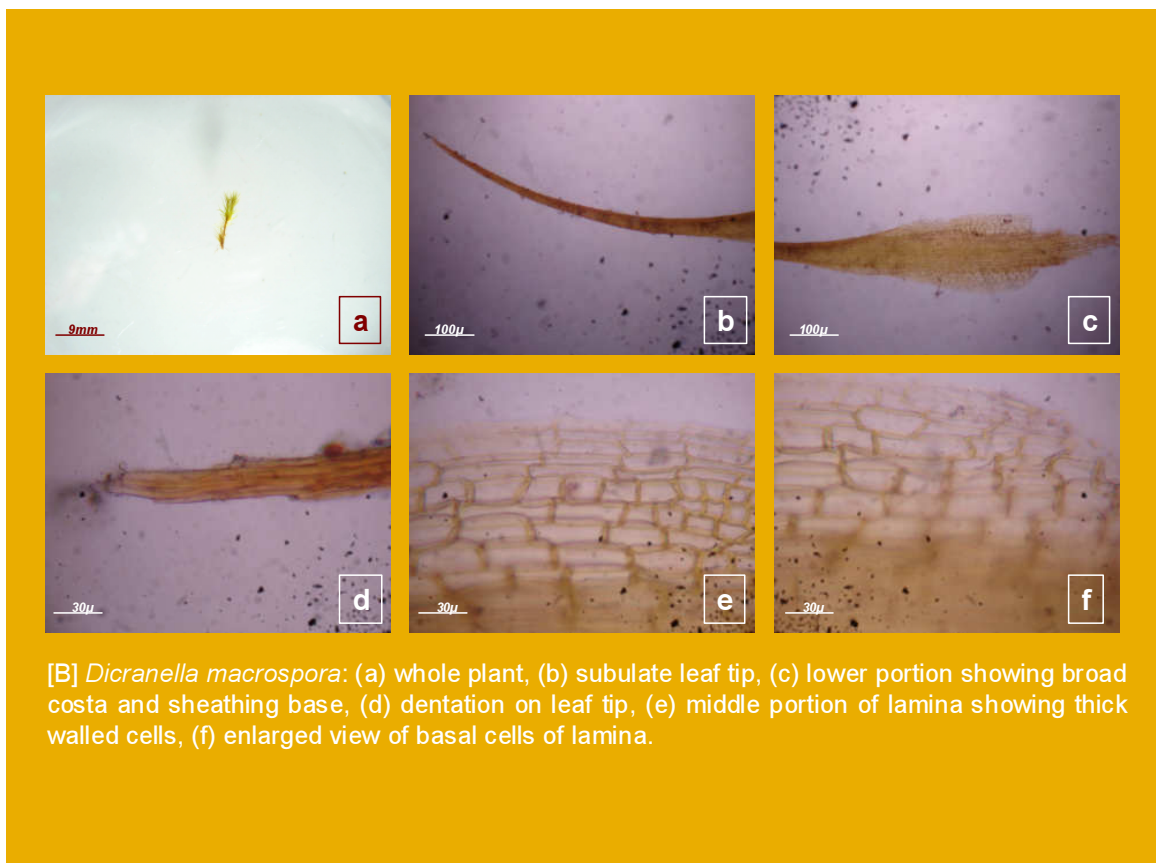 9mm
a
100µ
b
100µ
c
30µ
d
30µ
e
30µ
f
[B] Dicranella macrospora: (a) whole plant, (b) subulate leaf tip, (c) lower portion showing broad
costa and sheathing base, (d) dentation on leaf tip, (e) middle portion of lamina showing thick
walled cells, (f) enlarged view of basal cells of lamina.